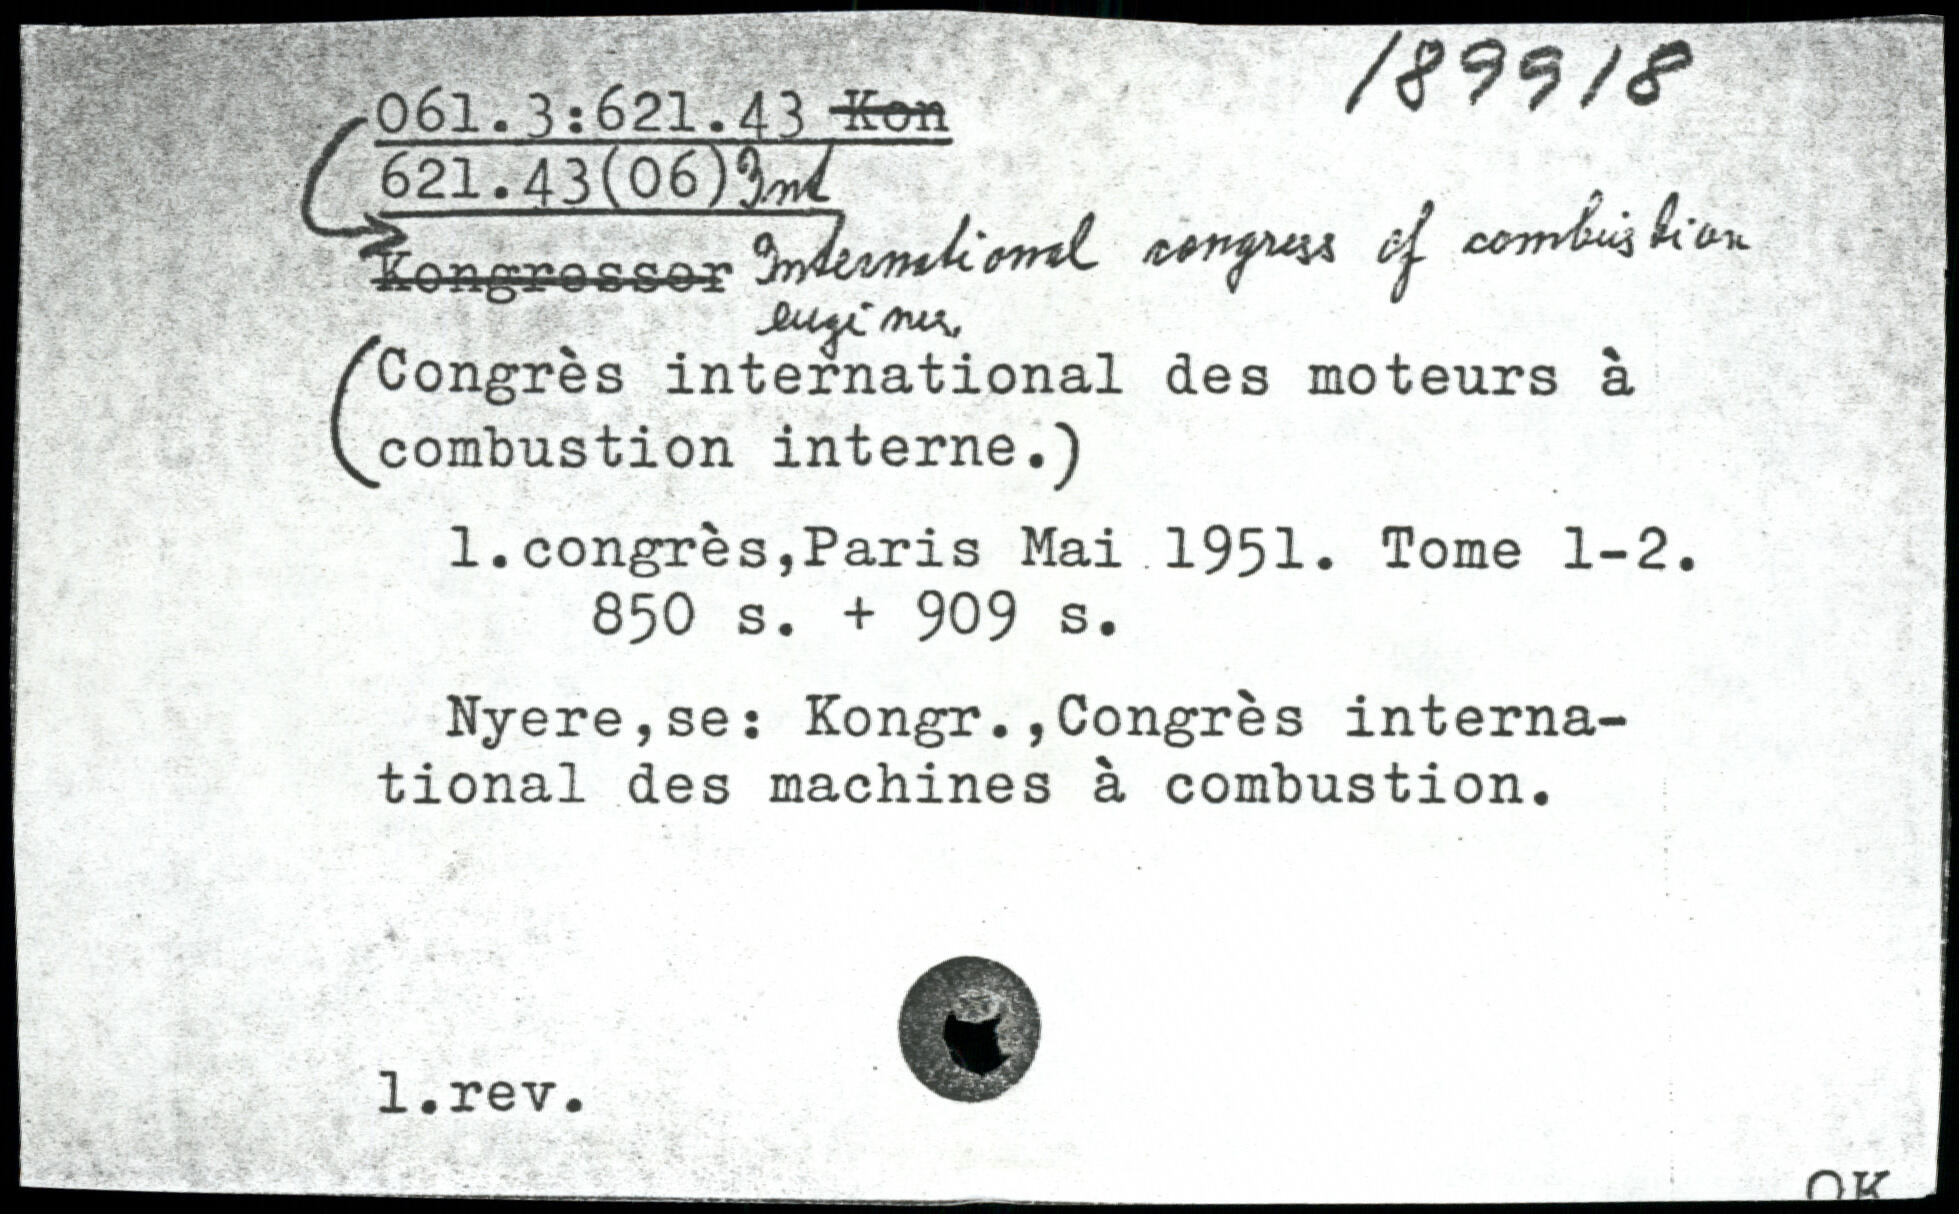 189918
061.3:621.43 Kon
621.43(06) Int
Kongresser International congress of combustion
engines.
(Congrès international des moteurs à
combustion interne.)
1.congrès,Paris Mai 1951. Tome 1-2.
850 s. + 909 s.
Nyere,se: Kongr.,Congrès interna-
tional des machines à combustion.
1.rev.
OK